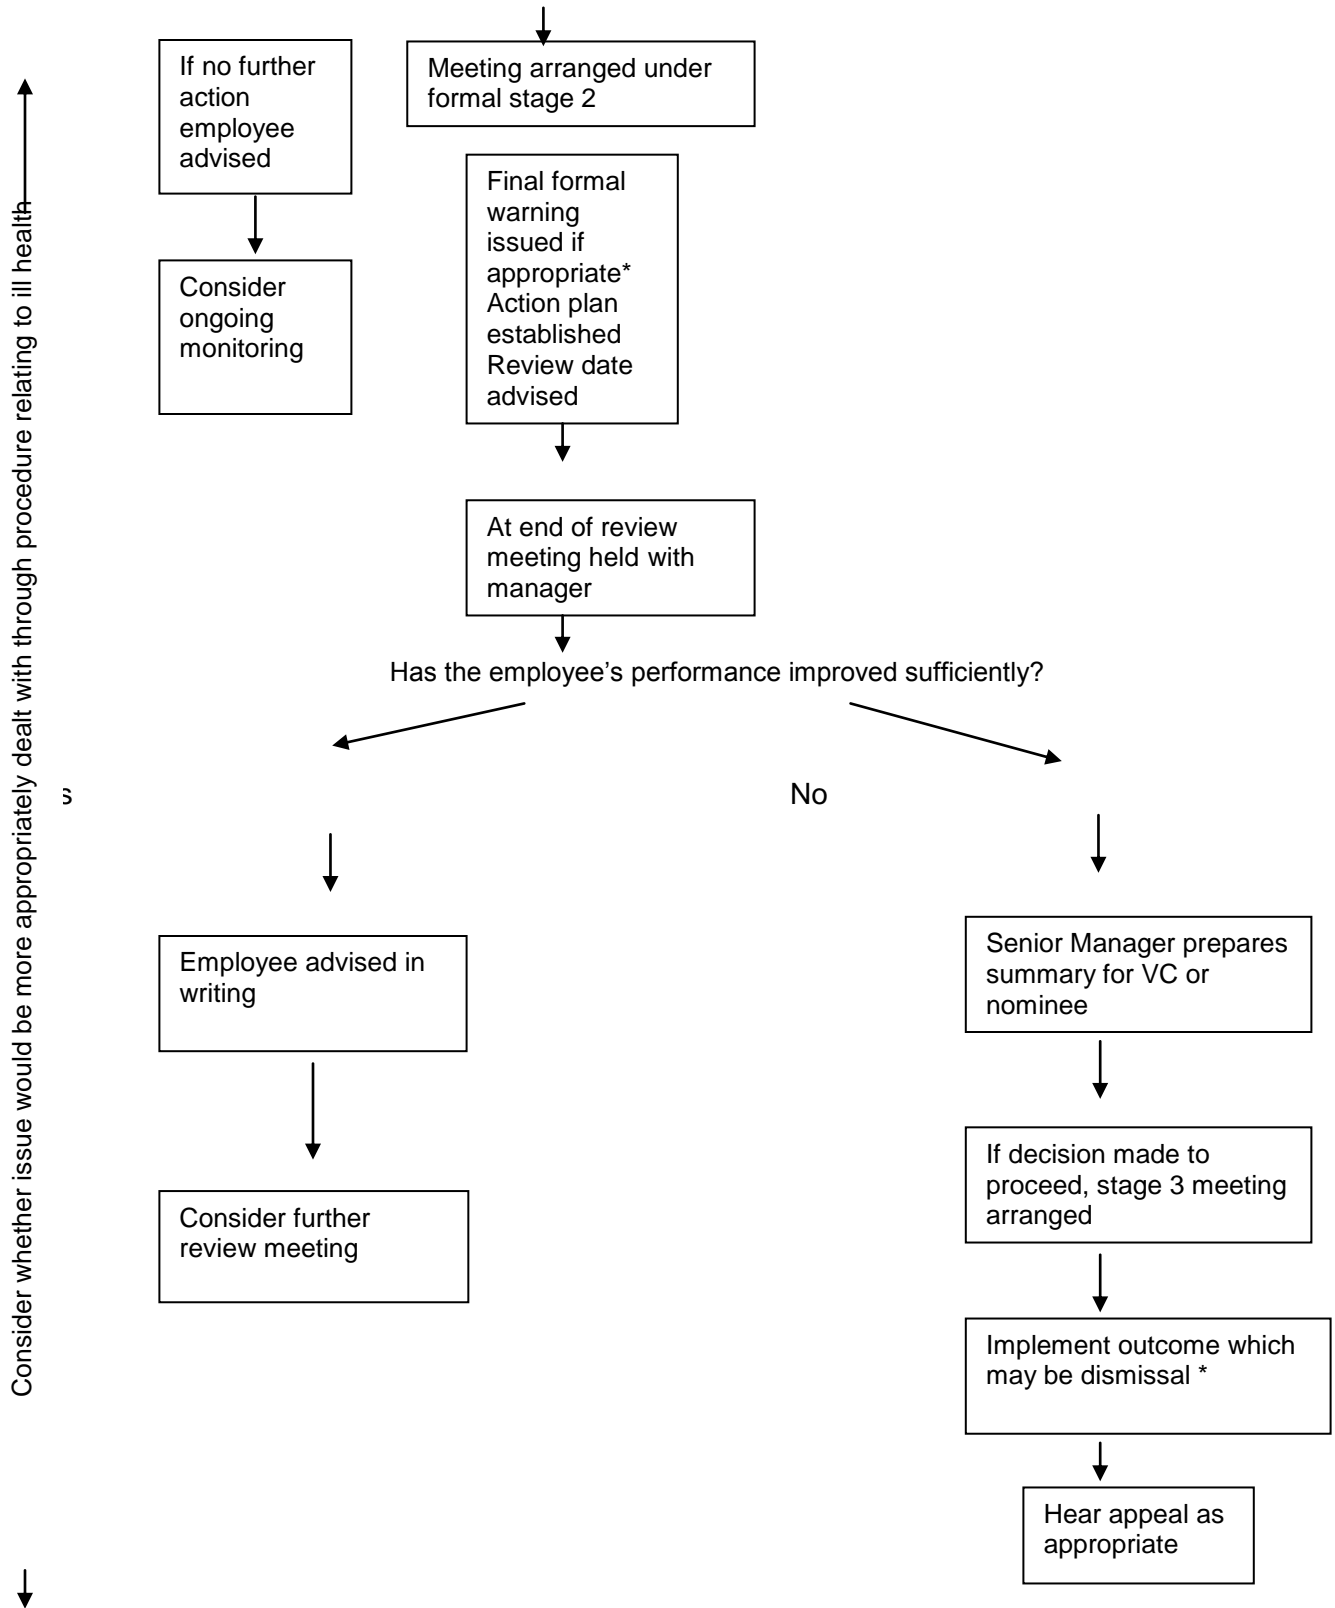 If no further
action
employee
advised
Meeting arranged under
formal stage 2
Final formal
warning
issued if
appropriate*
Action plan
established
Review date
advised
Consider
ongoing
monitoring
At end of review
meeting held with
manager
Has the employee's performance improved sufficiently?
s
No
Employee advised in
writing
Senior Manager prepares
summary for VC or
nominee
If decision made to
proceed, stage 3 meeting
arranged
Consider further
review meeting
Implement outcome which
may be dismissal *
Hear appeal as
appropriate
Consider whether issue would be more appropriately dealt with through procedure relating to ill health